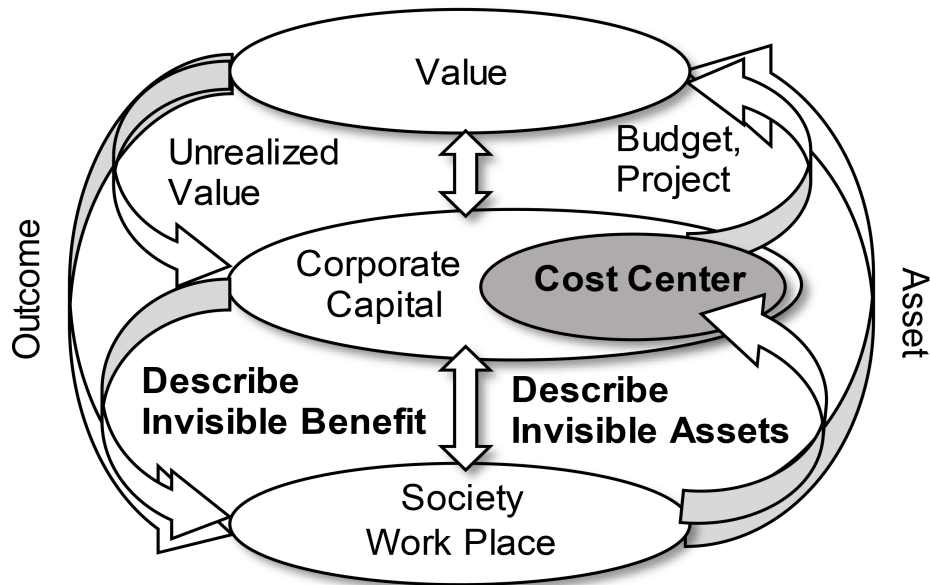 Value
Unrealized
Value
Budget,
Project
Outcome
Corporate
Capital
Cost Center
Asset
Describe
Invisible Benefit
Describe
Invisible Assets
Society
Work Place